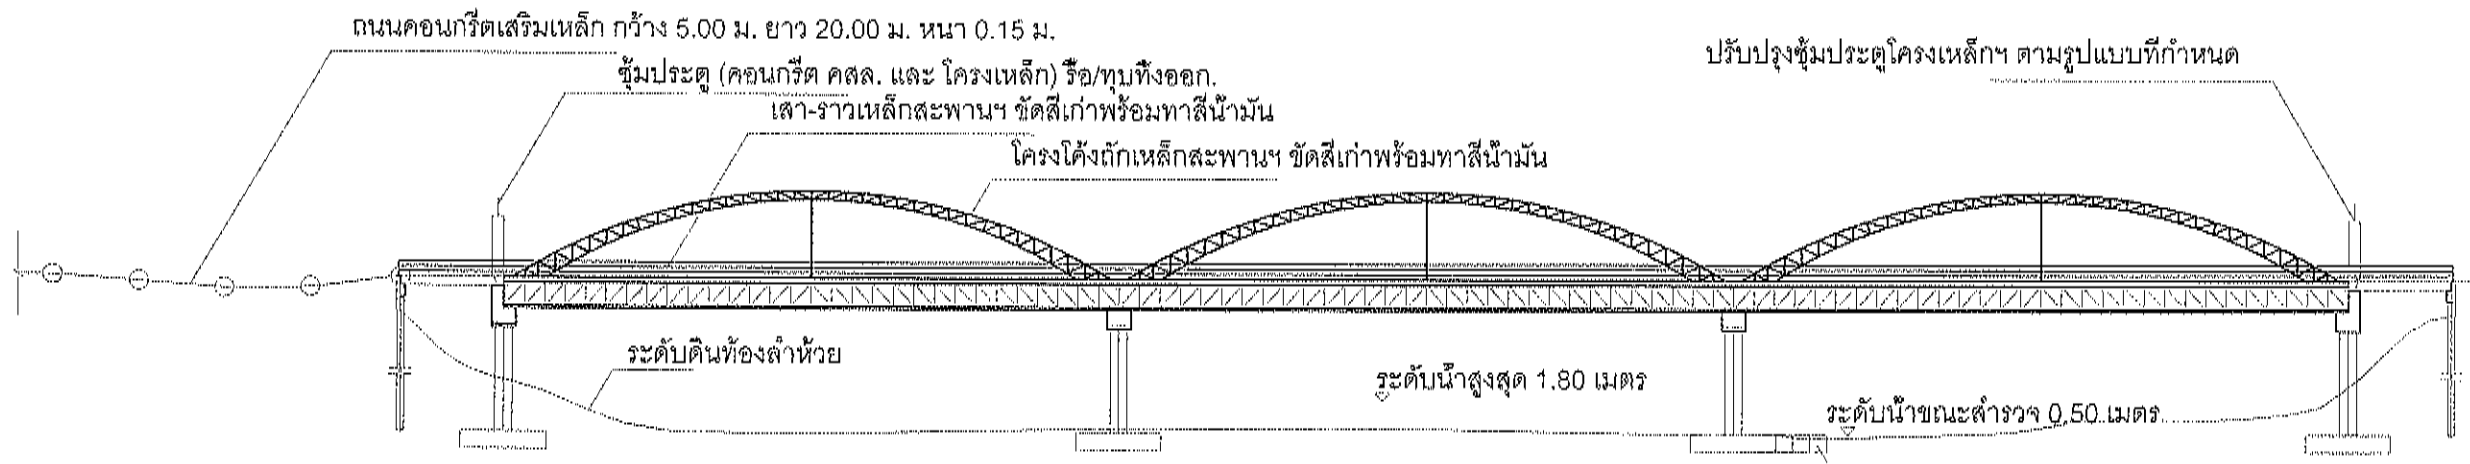 ถนนคอนกรีตเสริมเหล็ก กว้าง 5.00 ม. ยาว 20.00 ม. หนา 0.15 ม.
ซุ้มประตู (คอนกรีต คสล. และ โครงเหล็ก) รื้อ/ทุบทิ้งออก.
เสา-ราวเหล็กสะพานฯ ขัดสีเก่าพร้อมทาสีน้ำมัน
โครงโค้งถักเหล็กสะพานฯ ขัดสีเก่าพร้อมทาสีน้ำมัน
ปรับปรุงซุ้มประตูโครงเหล็กฯ ตามรูปแบบที่กำหนด
ระดับดินท้องลำห้วย
ระดับน้ำสูงสุด 1.80 เมตร
ระดับน้ำขณะสำรวจ 0.50 เมตร